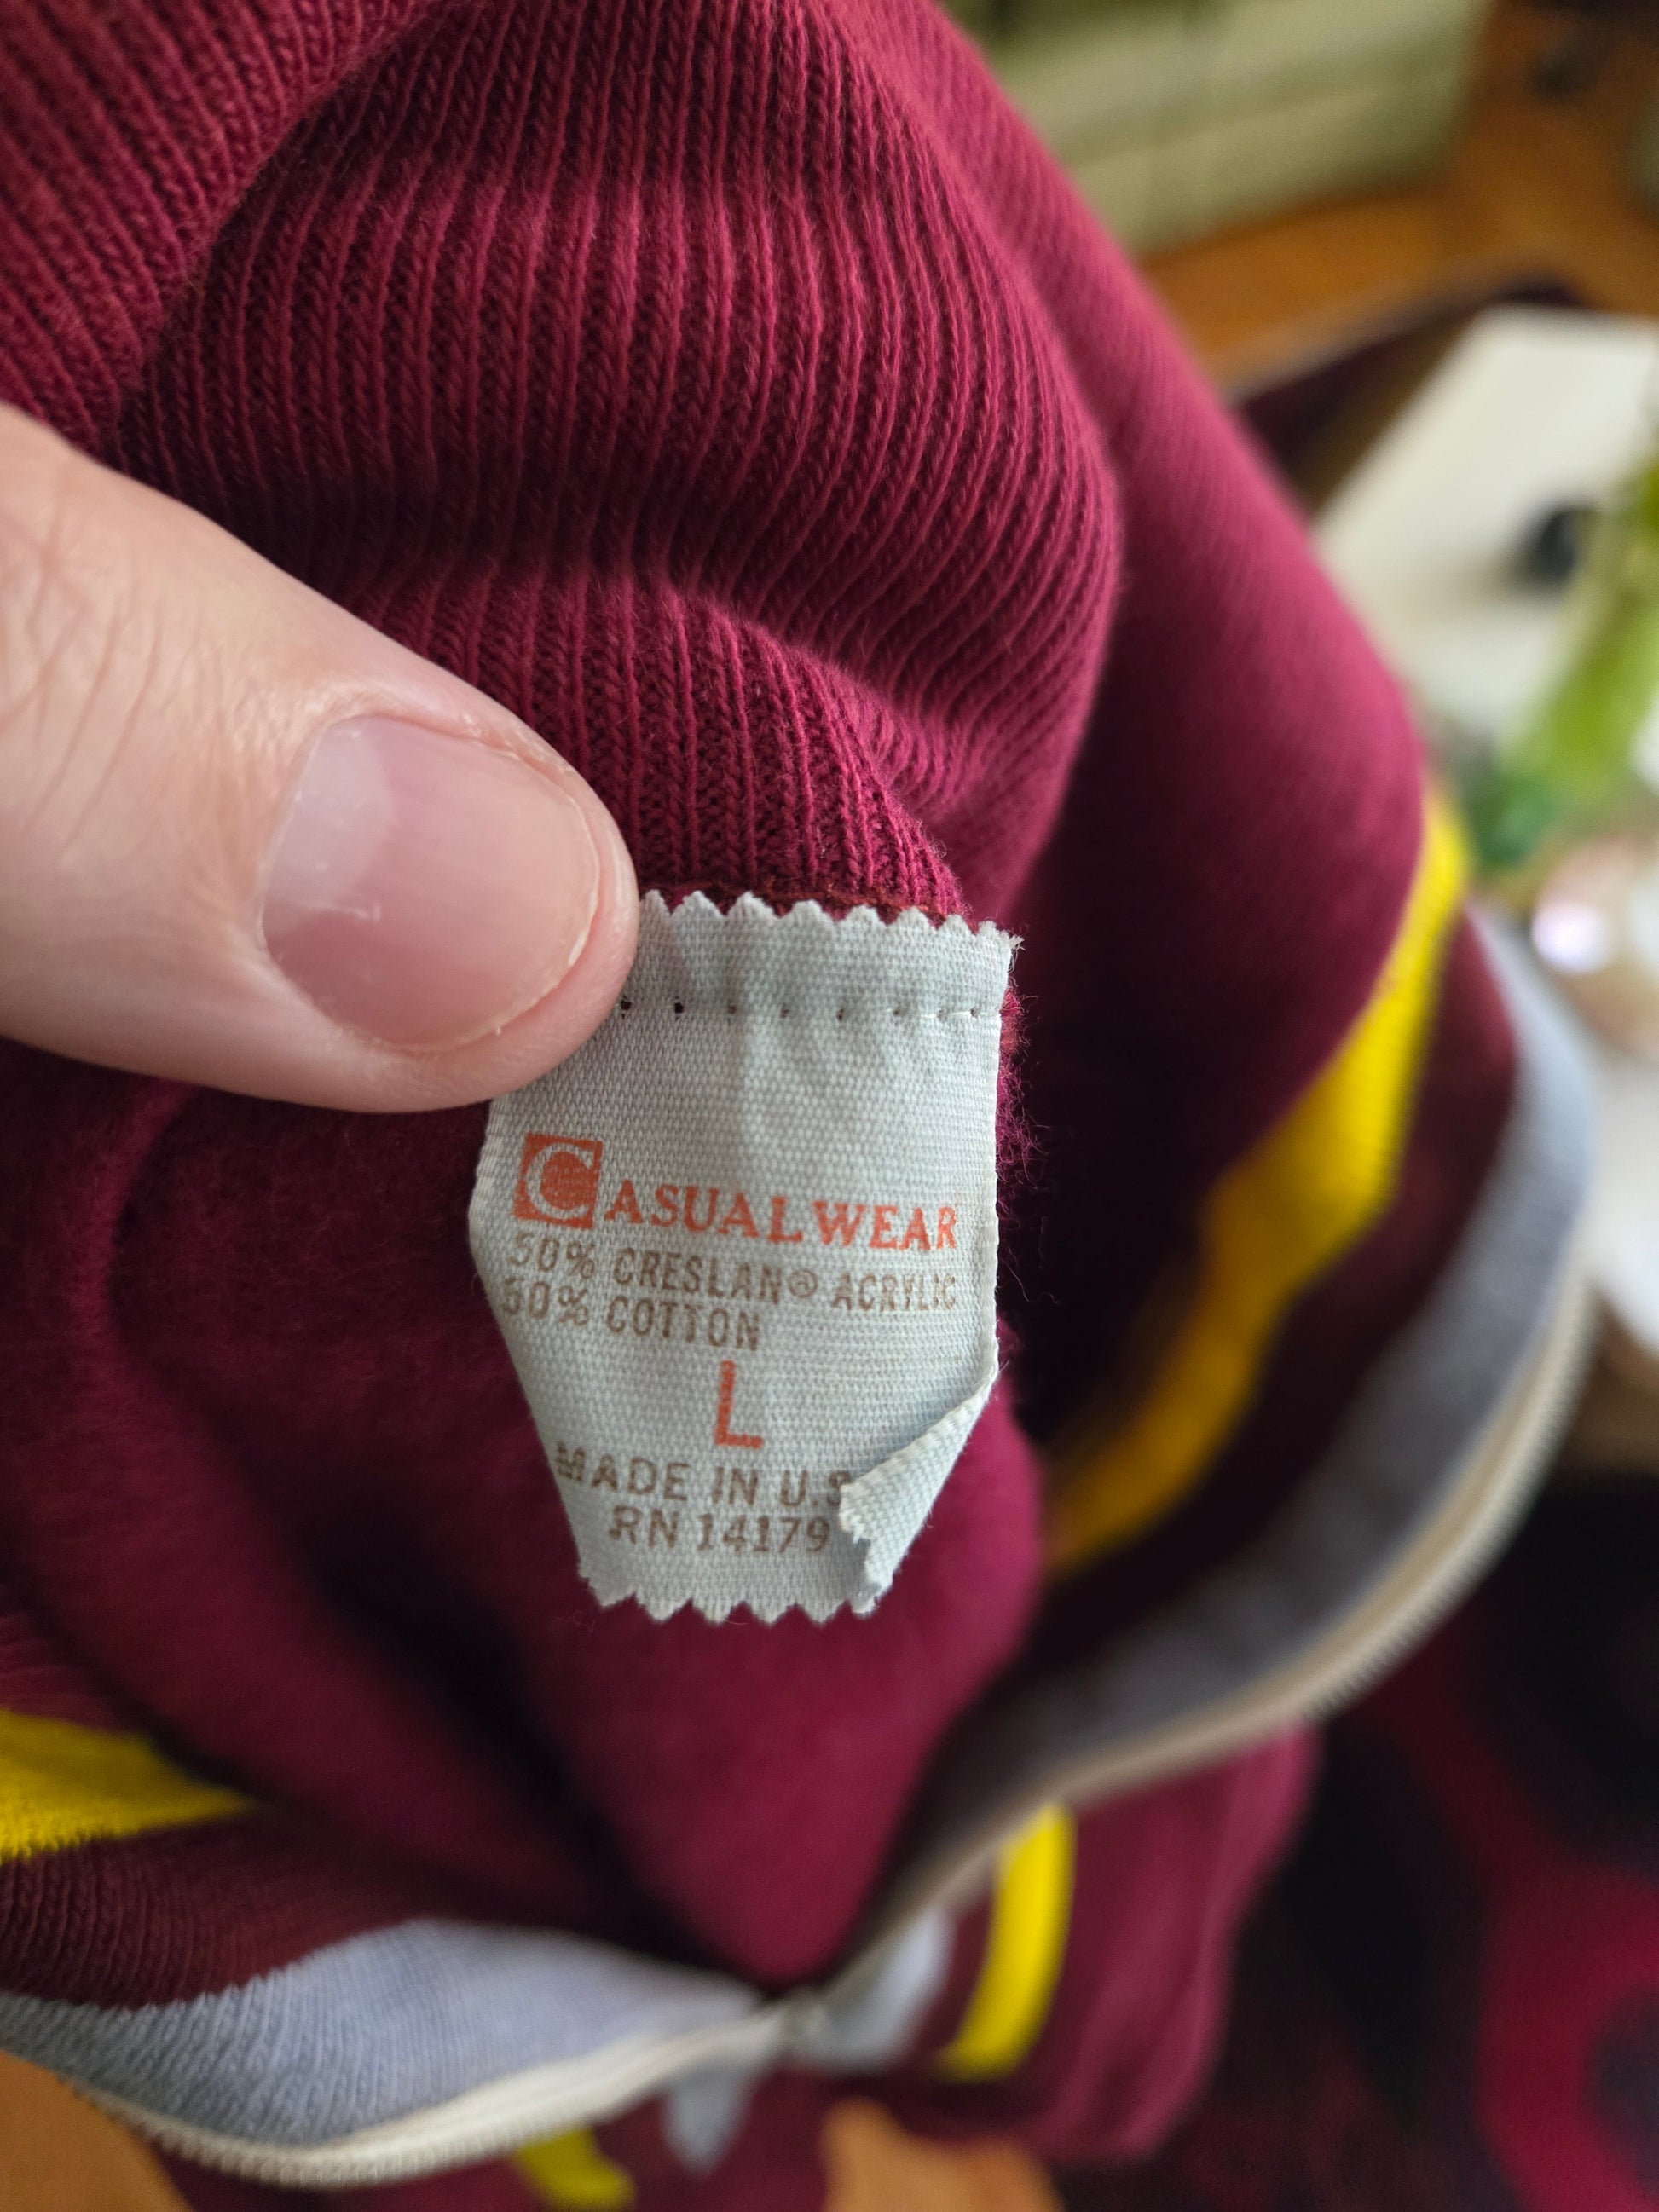 CASUALWEAR
50% CRESLAN® ACRYLIC
50% COTTON
L
MADE IN U.S
RN 14179